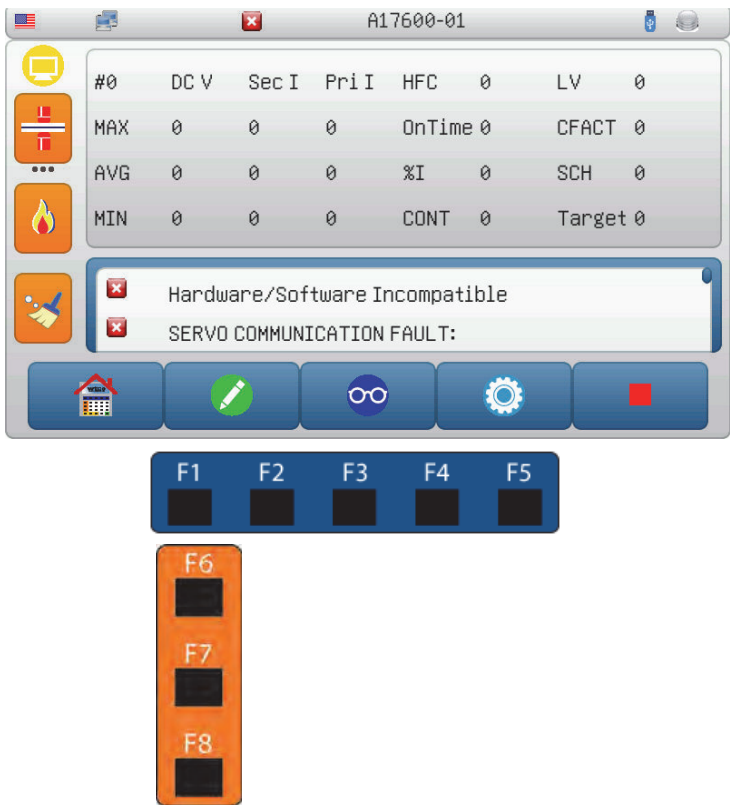 A17600-01
#0 DC V Sec I Pri I HFC 0 LV 0
MAX 0 0 0 OnTime 0 CFACT 0
AVG 0 0 0 %I 0 SCH 0
MIN 0 0 0 CONT 0 Target 0
Hardware/Software Incompatible
SERVO COMMUNICATION FAULT:
F1 F2 F3 F4 F5
F6
F7
F8